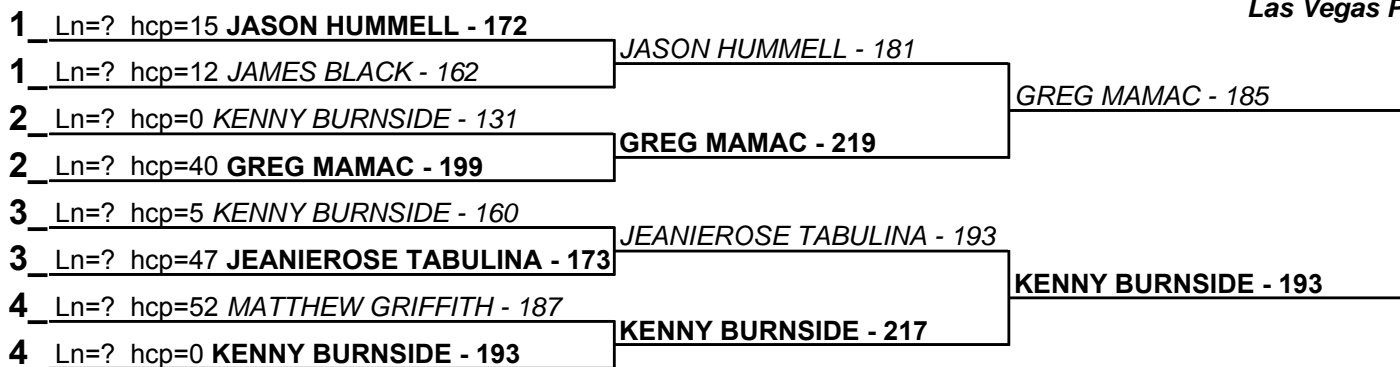 Las Vegas
1_ Ln=? hcp=15 JASON HUMMELL - 172
JASON HUMMELL - 181
1_ Ln=? hcp=12 JAMES BLACK - 162
GREG MAMAC - 185
2_ Ln=? hcp=0 KENNY BURNSIDE - 131
GREG MAMAC - 219
2_ Ln=? hcp=40 GREG MAMAC - 199
3_ Ln=? hcp=5 KENNY BURNSIDE - 160
JEANIEROSE TABULINA - 193
3_ Ln=? hcp=47 JEANIEROSE TABULINA - 173
KENNY BURNSIDE - 193
4_ Ln=? hcp=52 MATTHEW GRIFFITH - 187
KENNY BURNSIDE - 217
4 Ln=? hcp=0 KENNY BURNSIDE - 193